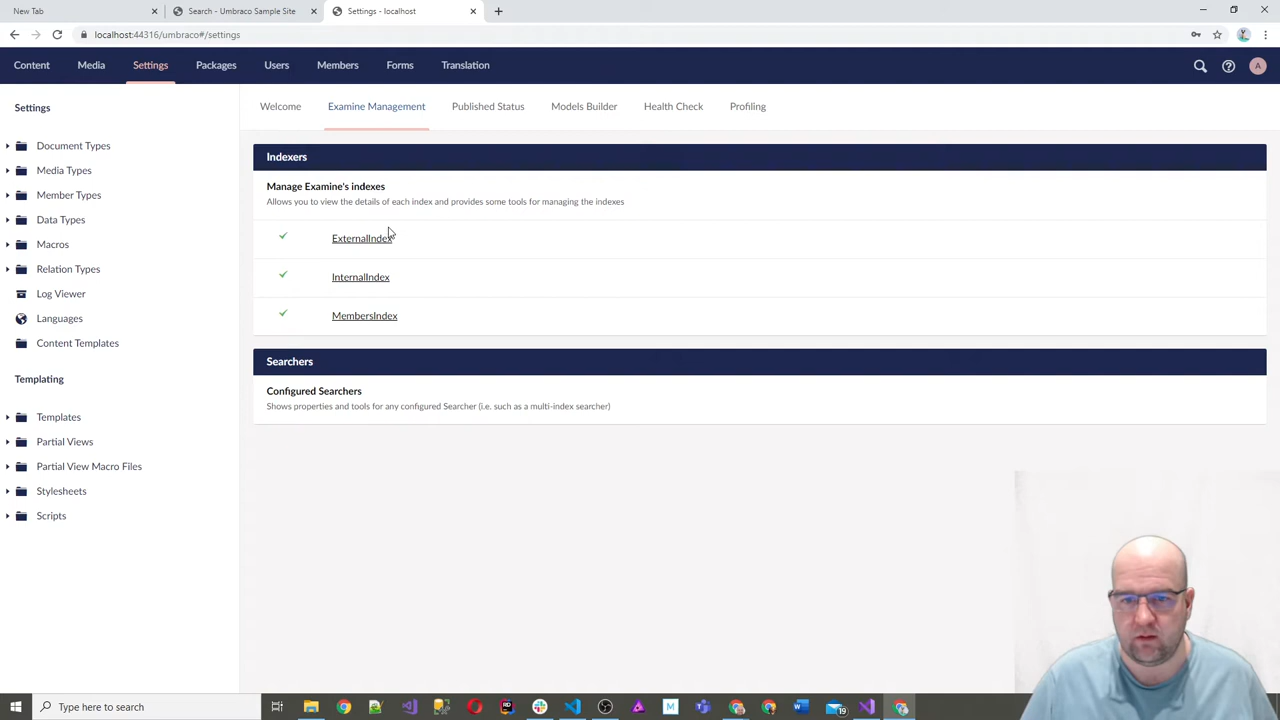 New Tab
Search - Umbraco Sample Site
Settings - localhost
localhost:44316/umbraco#/settings
Content
Media
Settings
Packages
Users
Members
Forms
Translation
A
Settings
Welcome
Examine Management
Published Status
Models Builder
Health Check
Profiling
Document Types
Media Types
Member Types
Data Types
Macros
Relation Types
Log Viewer
Languages
Content Templates
Templating
Templates
Partial Views
Partial View Macro Files
Stylesheets
Scripts
Indexers
Manage Examine's indexes
Allows you to view the details of each index and provides some tools for managing the indexes
ExternalIndex
InternalIndex
MembersIndex
Searchers
Configured Searchers
Shows properties and tools for any configured Searcher (i.e. such as a multi-index searcher)
Type here to search
RD
M
19